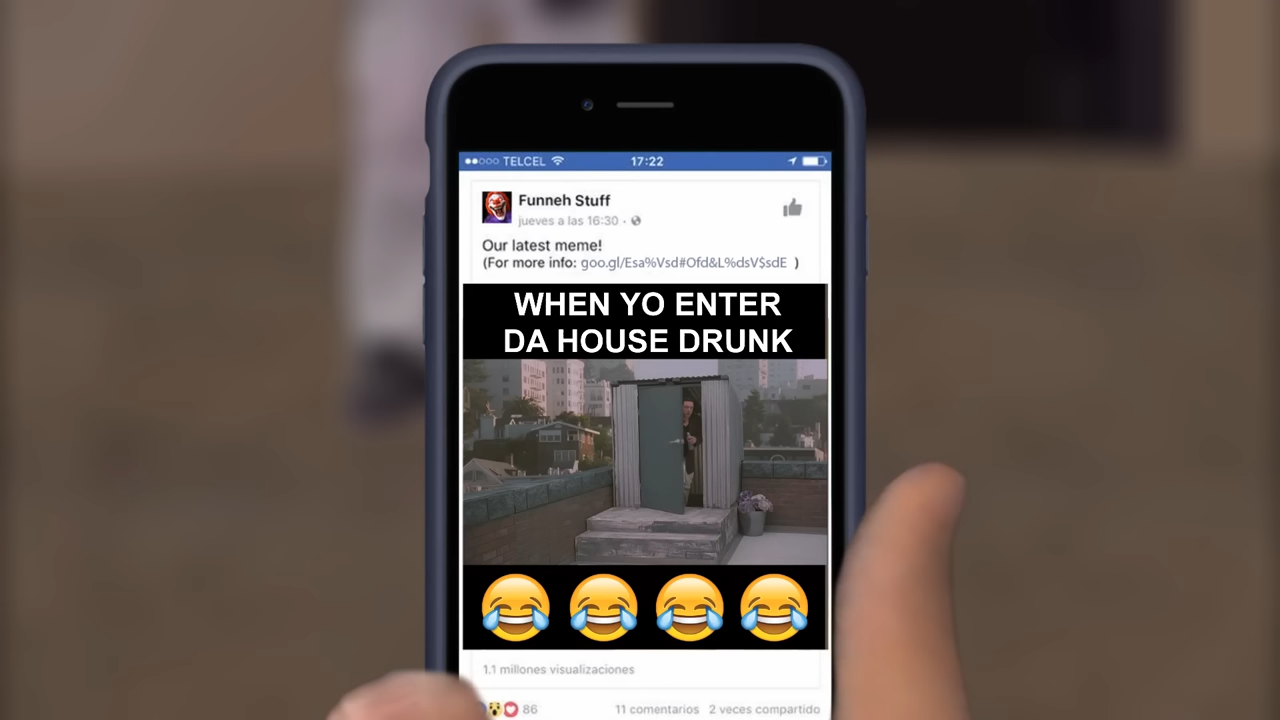 TELCEL 17:22
Funneh Stuff
jueves a las 16:30 ·
Our latest meme!
(For more info: goo.gl/Esa%Vsd#Ofd&L%dsV$sdE )
WHEN YO ENTER
DA HOUSE DRUNK
1.1 millones visualizaciones
86 11 comentarios 2 veces compartido